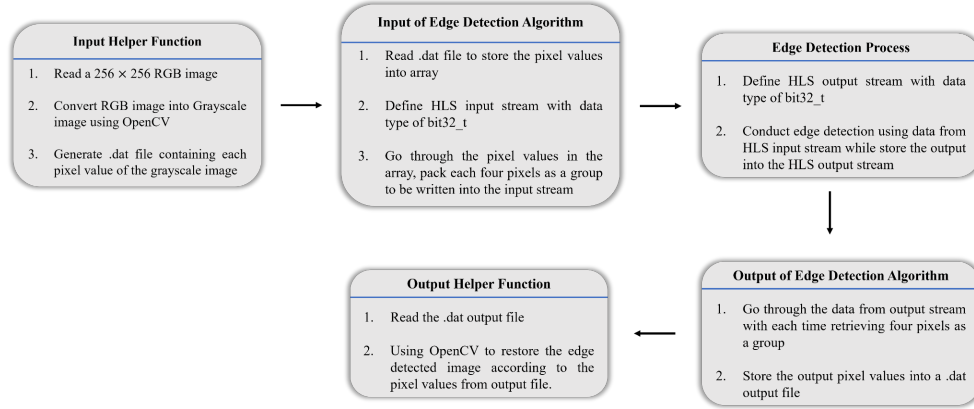 Input Helper Function
1. Read a 256 × 256 RGB image
2. Convert RGB image into Grayscale
image using OpenCV
3. Generate .dat file containing each
pixel value of the grayscale image
Input of Edge Detection Algorithm
1. Read .dat file to store the pixel values
into array
2. Define HLS input stream with data
type of bit32_t
3. Go through the pixel values in the
array, pack each four pixels as a group
to be written into the input stream
Edge Detection Process
1. Define HLS output stream with data
type of bit32_t
2. Conduct edge detection using data from
HLS input stream while store the output
into the HLS output stream
Output of Edge Detection Algorithm
1. Go through the data from output stream
with each time retrieving four pixels as
a group
2. Store the output pixel values into a .dat
output file
Output Helper Function
1. Read the .dat output file
2. Using OpenCV to restore the edge
detected image according to the
pixel values from output file.